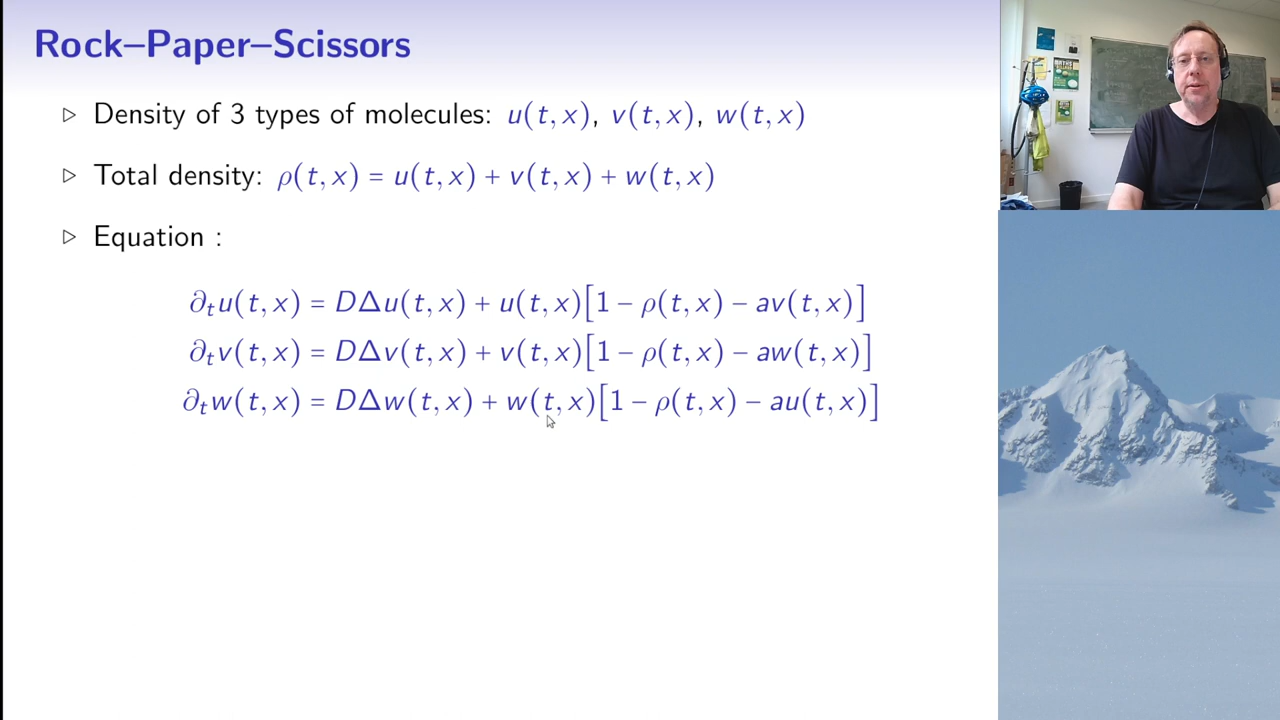 Rock–Paper–Scissors
▷ Density of 3 types of molecules: u(t, x), v(t, x), w(t, x)
▷ Total density: ρ(t, x) = u(t, x) + v(t, x) + w(t, x)
▷ Equation :
∂ₜu(t, x) = DΔu(t, x) + u(t, x)[1 − ρ(t, x) − av(t, x)]
∂ₜv(t, x) = DΔv(t, x) + v(t, x)[1 − ρ(t, x) − aw(t, x)]
∂ₜw(t, x) = DΔw(t, x) + w(t, x)[1 − ρ(t, x) − au(t, x)]